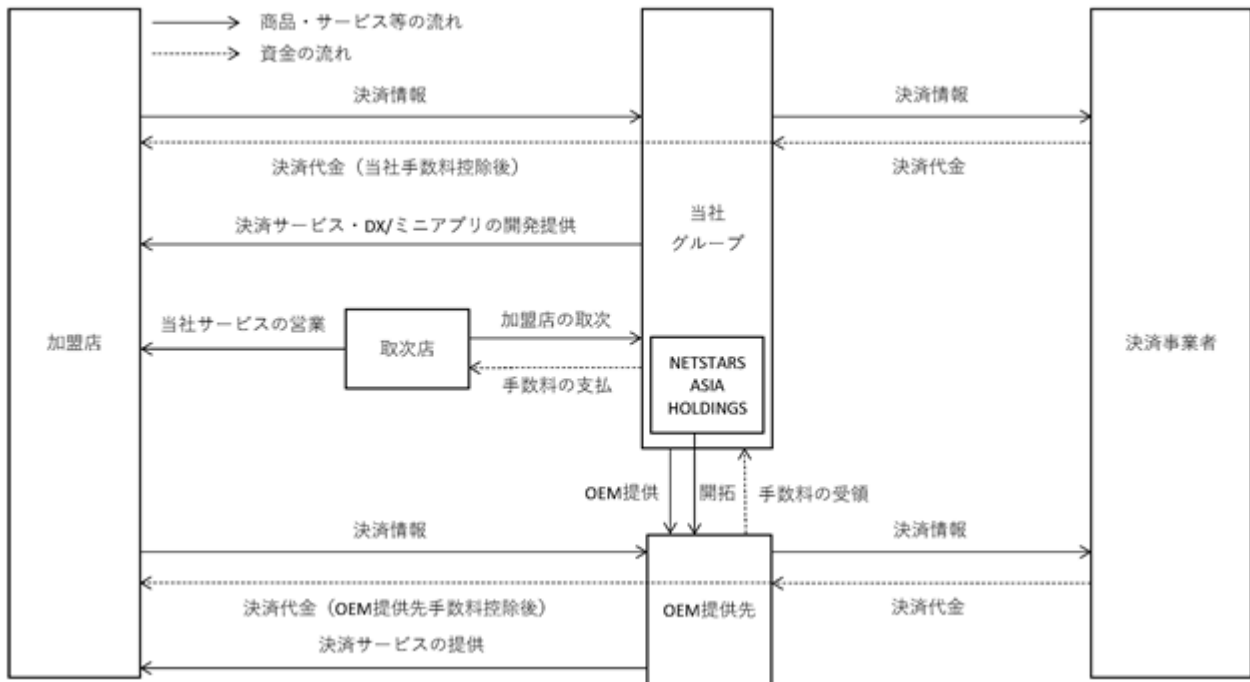 商品・サービス等の流れ
資金の流れ
決済情報
決済情報
決済代金（当社手数料控除後）
決済代金
当社
グループ
決済サービス・DX/ミニアプリの開発提供
加盟店
当社サービスの営業
取次店
加盟店の取次
手数料の支払
NETSTARS
ASIA
HOLDINGS
決済事業者
OEM提供
開拓
手数料の受領
決済情報
決済情報
決済代金（OEM提供先手数料控除後）
OEM提供先
決済代金
決済サービスの提供